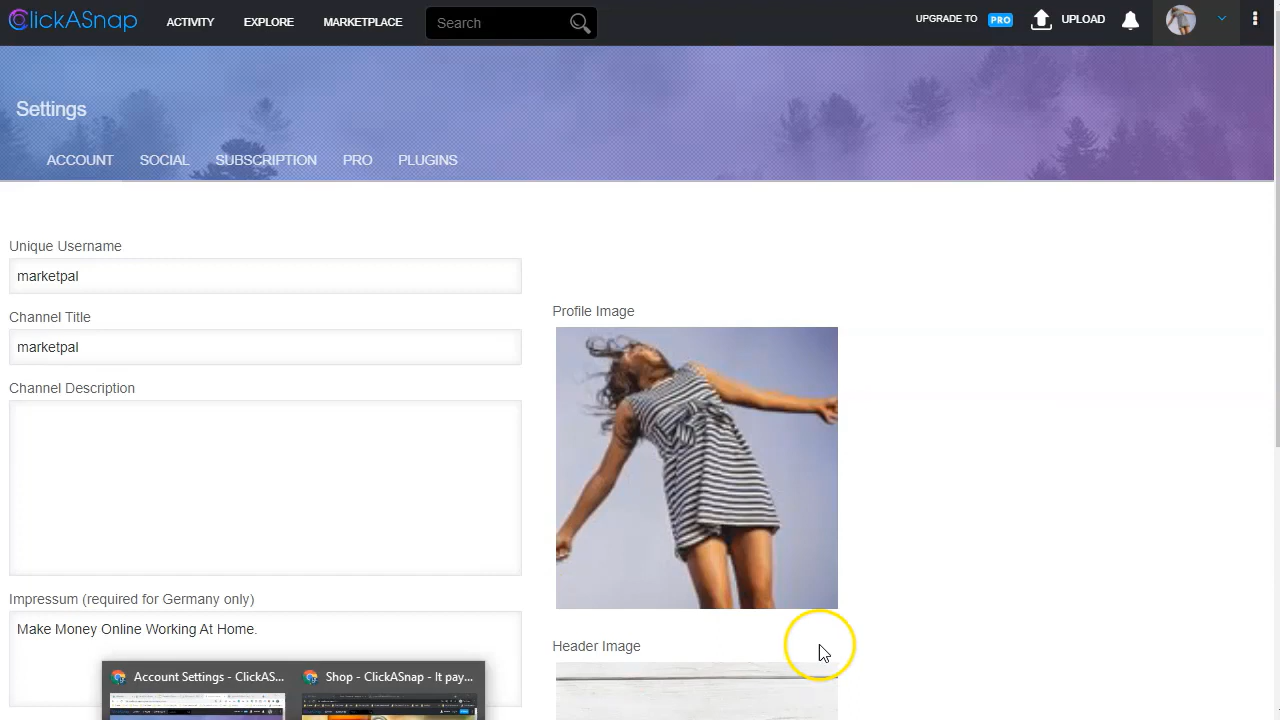 ClickASnap ACTIVITY EXPLORE MARKETPLACE Search UPGRADE TO PRO UPLOAD
Settings
ACCOUNT SOCIAL SUBSCRIPTION PRO PLUGINS
Unique Username
marketpal
Channel Title
marketpal
Channel Description
Impressum (required for Germany only)
Make Money Online Working At Home.
Profile Image
Header Image
Account Settings - ClickAS... Shop - ClickASnap - It pay...